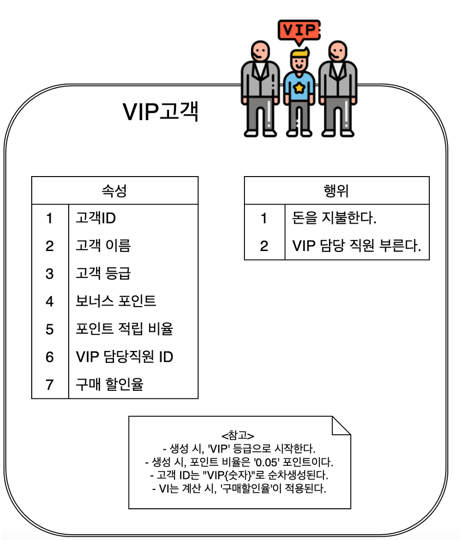 VIP
VIP고객
속성
1 고객ID
2 고객 이름
3 고객 등급
4 보너스 포인트
5 포인트 적립 비율
6 VIP 담당직원 ID
7 구매 할인율
행위
1 돈을 지불한다.
2 VIP 담당 직원 부른다.
<참고>
- 생성 시, 'VIP' 등급으로 시작한다.
- 생성 시, 포인트 비율은 '0.05' 포인트이다.
- 고객 ID는 "VIP{숫자}"로 순차생성된다.
- VI는 계산 시, '구매할인율'이 적용된다.